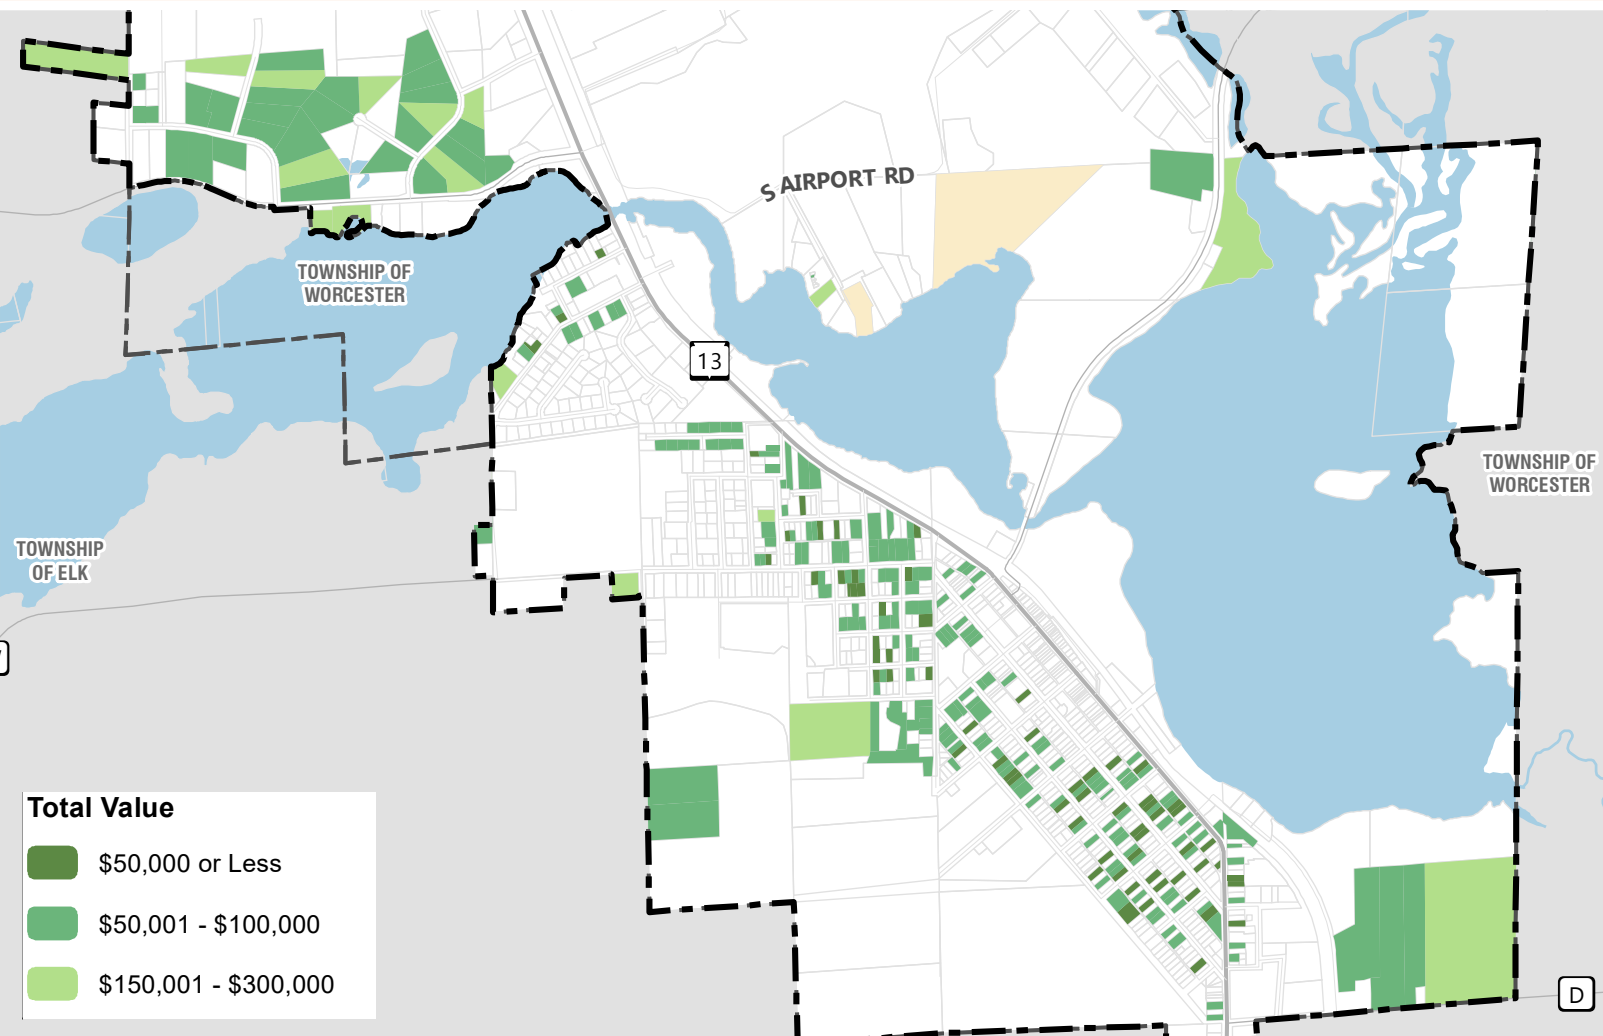 S AIRPORT RD
TOWNSHIP OF
WORCESTER
13
TOWNSHIP OF
WORCESTER
TOWNSHIP
OF ELK
Total Value
$50,000 or Less
$50,001 - $100,000
$150,001 - $300,000
D